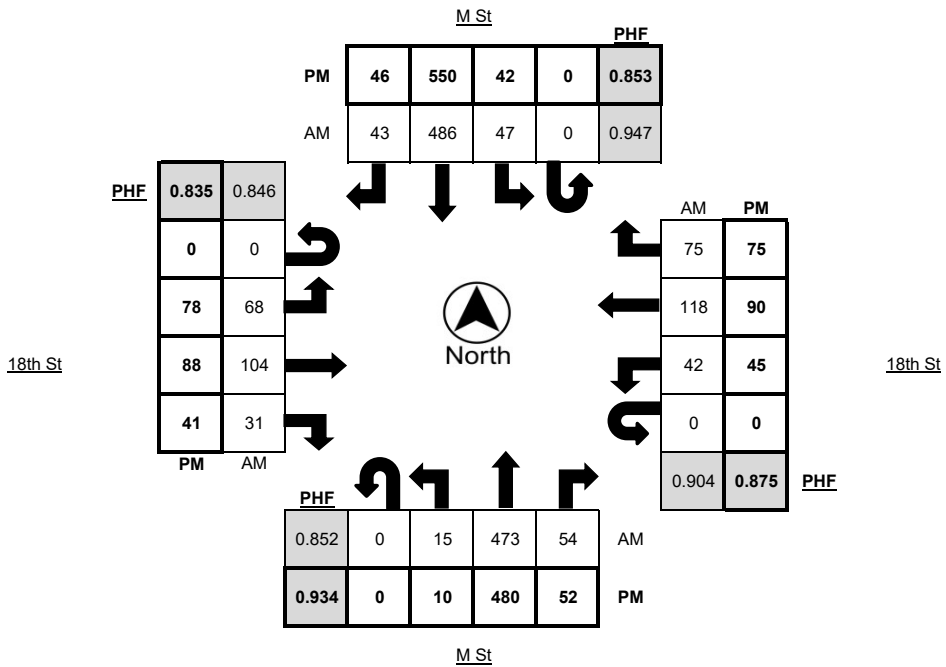 M St
PHF
PM 46 550 42 0 0.853
AM 43 486 47 0 0.947
PHF 0.835 0.846
0 0
78 68
88 104
41 31
PM AM
18th St
North
AM PM
75 75
118 90
42 45
0 0
0.904 0.875 PHF
18th St
PHF
0.852 0 15 473 54 AM
0.934 0 10 480 52 PM
M St